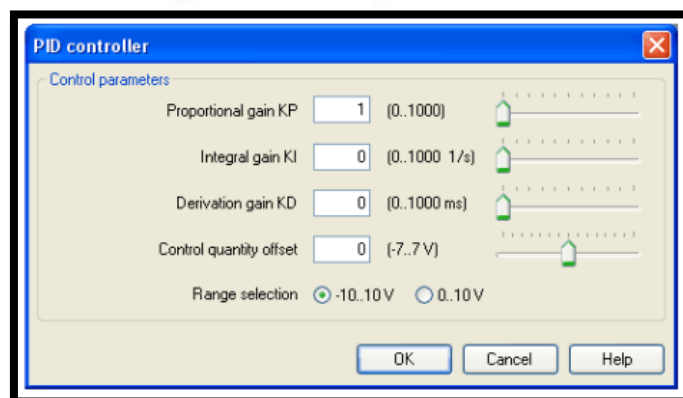 PID controller
Control parameters
Proportional gain KP 1 (0..1000)
Integral gain KI 0 (0..1000 1/s)
Derivation gain KD 0 (0..1000 ms)
Control quantity offset 0 (-7..7 V)
Range selection -10..10 V 0..10 V
OK Cancel Help